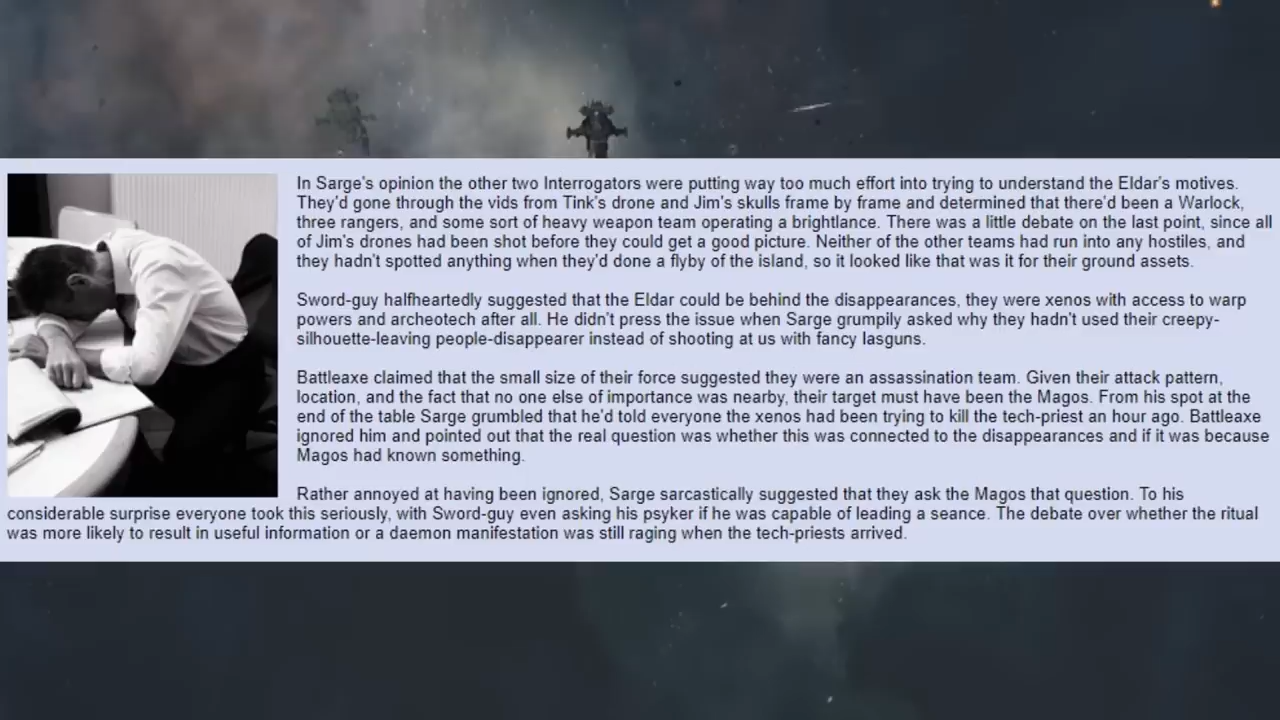 In Sarge's opinion the other two Interrogators were putting way too much effort into trying to understand the Eldar's motives.
They'd gone through the vids from Tink's drone and Jim's skulls frame by frame and determined that there'd been a Warlock,
three rangers, and some sort of heavy weapon team operating a brightlance. There was a little debate on the last point, since all
of Jim's drones had been shot before they could get a good picture. Neither of the other teams had run into any hostiles, and
they hadn't spotted anything when they'd done a flyby of the island, so it looked like that was it for their ground assets.
Sword-guy halfheartedly suggested that the Eldar could be behind the disappearances, they were xenos with access to warp
powers and archeotech after all. He didn't press the issue when Sarge grumpily asked why they hadn't used their creepy-
silhouette-leaving people-disappearer instead of shooting at us with fancy lasguns.
Battleaxe claimed that the small size of their force suggested they were an assassination team. Given their attack pattern,
location, and the fact that no one else of importance was nearby, their target must have been the Magos. From his spot at the
end of the table Sarge grumbled that he'd told everyone the xenos had been trying to kill the tech-priest an hour ago. Battleaxe
ignored him and pointed out that the real question was whether this was connected to the disappearances and if it was because
Magos had known something.
Rather annoyed at having been ignored, Sarge sarcastically suggested that they ask the Magos that question. To his
considerable surprise everyone took this seriously, with Sword-guy even asking his psyker if he was capable of leading a seance. The debate over whether the ritual
was more likely to result in useful information or a daemon manifestation was still raging when the tech-priests arrived.